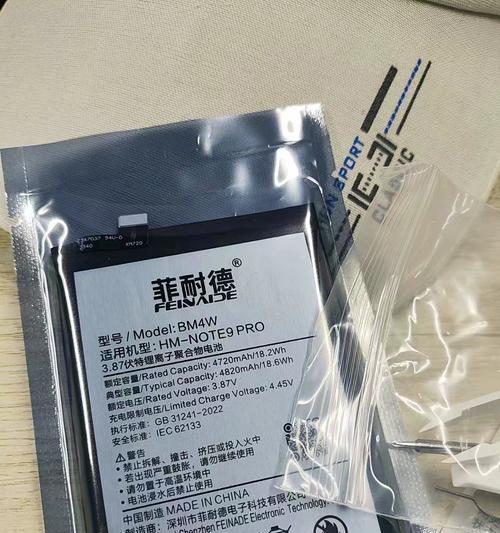 N SPORT
CLASSIC
菲耐德®
FEINAIDE
型号/Model: BM4W
适用机型: HM-NOTE9 PRO
3.87伏特锂离子聚合物电池
额定容量/Rated Capacity: 4720mAh/18.2Wh
典型容量/Typical Capacity: 4820mAh/18.6Wh
额定电压/Rated Voltage: 3.87V
充电限制电压/Limited Charge Voltage: 4.45V
执行标准: GB 31241-2022
安全标准: IEC 62133
⚠警告
●禁止拆解、撞击、挤压或投入火中
●若出现严重鼓胀，请勿继续使用
●请勿置于高温环境中
●电池浸水后禁止使用
中国制造 MADE IN CHINA
制造商: 深圳市菲耐德电子科技有限公
Shenzhen FEINAIDE Electronic Technology